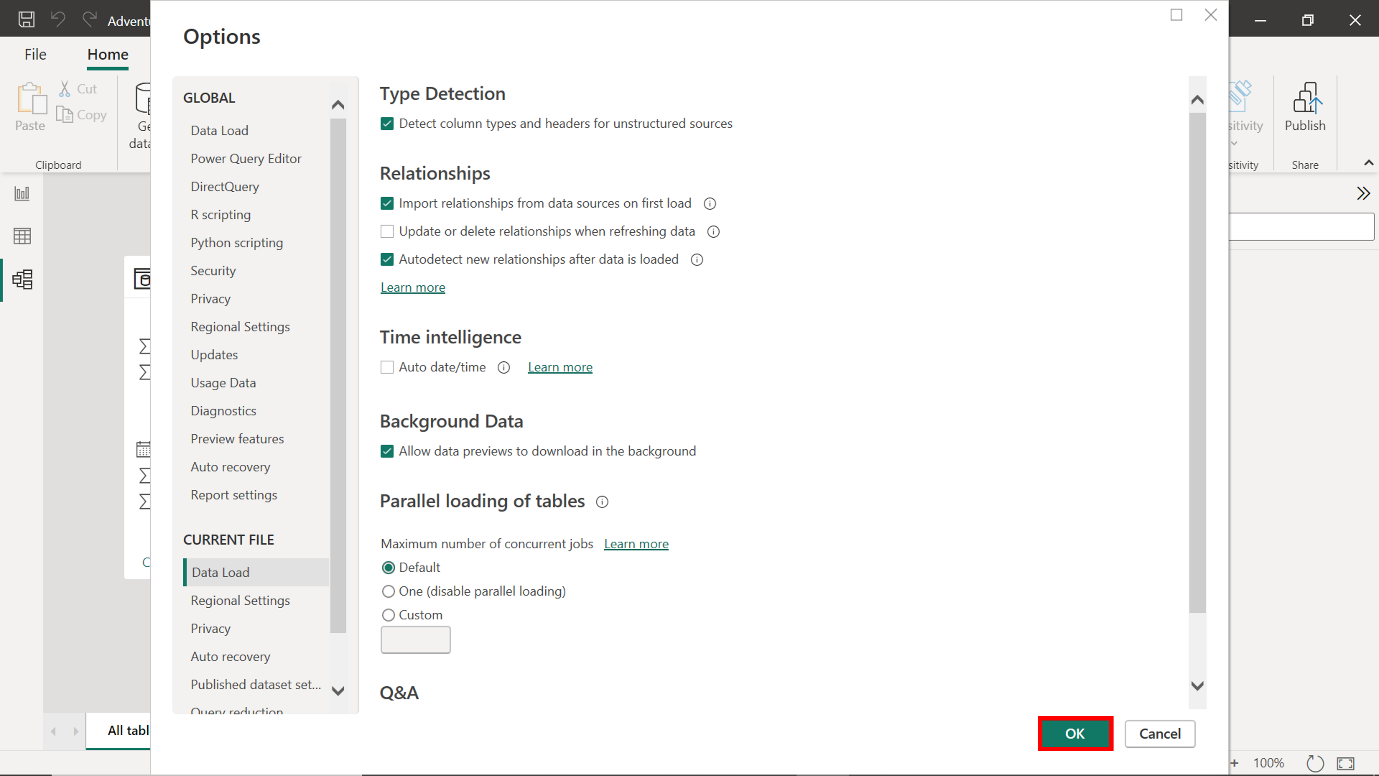 Adventu
File
Home
Paste
Cut
Copy
Clipboard
Ge
data
Options
GLOBAL
Data Load
Power Query Editor
DirectQuery
R scripting
Python scripting
Security
Privacy
Regional Settings
Updates
Usage Data
Diagnostics
Preview features
Auto recovery
Report settings
CURRENT FILE
Data Load
Regional Settings
Privacy
Auto recovery
Published dataset set...
Query reduction
Type Detection
Detect column types and headers for unstructured sources
Relationships
Import relationships from data sources on first load
Update or delete relationships when refreshing data
Autodetect new relationships after data is loaded
Learn more
Time intelligence
Auto date/time Learn more
Background Data
Allow data previews to download in the background
Parallel loading of tables
Maximum number of concurrent jobs Learn more
Default
One (disable parallel loading)
Custom
Q&A
OK
Cancel
sitivity
sitivity
Publish
Share
All tabl
+ 100%